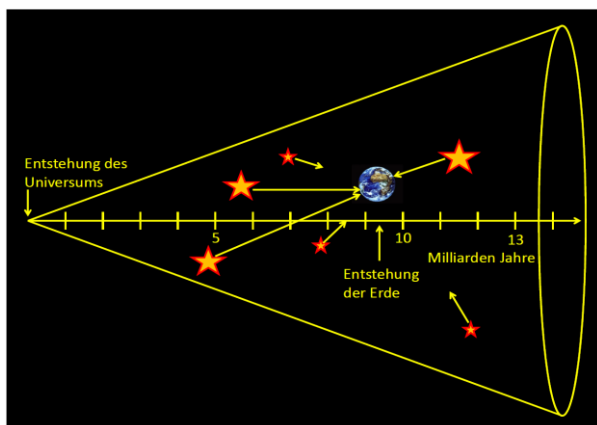 Entstehung des
Universums
5
10
13
Milliarden Jahre
Entstehung
der Erde